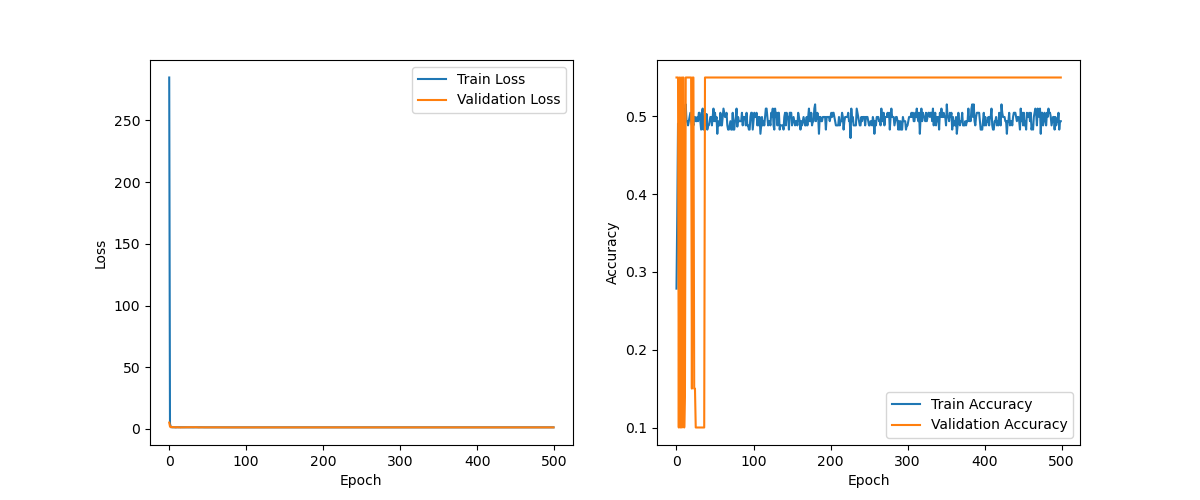 Train Loss
Validation Loss
250
200
150
100
50
0
Loss
0 100 200 300 400 500
Epoch
0.5
0.4
0.3
0.2
0.1
Accuracy
Train Accuracy
Validation Accuracy
0 100 200 300 400 500
Epoch